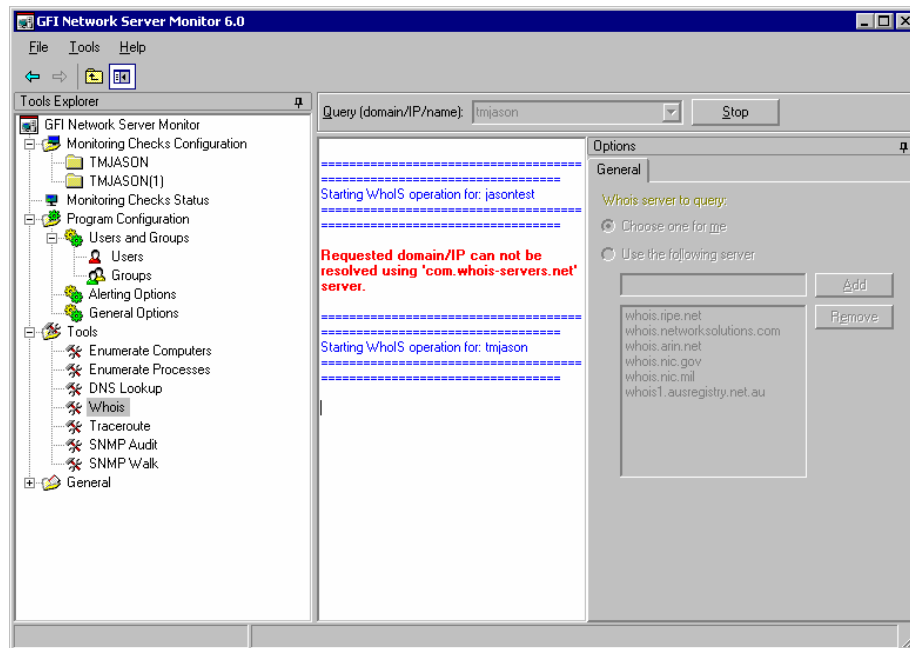 GFI Network Server Monitor 6.0
File Tools Help
Tools Explorer
GFI Network Server Monitor
Monitoring Checks Configuration
TMJASON
TMJASON(1)
Monitoring Checks Status
Program Configuration
Users and Groups
Users
Groups
Alerting Options
General Options
Tools
Enumerate Computers
Enumerate Processes
DNS Lookup
Whois
Traceroute
SNMP Audit
SNMP Walk
General
Query (domain/IP/name): tmjason Stop
=====================================
==================================
Starting WhoIS operation for: jasontest
=====================================
==================================
Requested domain/IP can not be
resolved using 'com.whois-servers.net'
server.
=====================================
==================================
Starting WhoIS operation for: tmjason
=====================================
==================================
Options
General
Whois server to query:
Choose one for me
Use the following server
Add
Remove
whois.ripe.net
whois.networksolutions.com
whois.arin.net
whois.nic.gov
whois.nic.mil
whois1.ausregistry.net.au